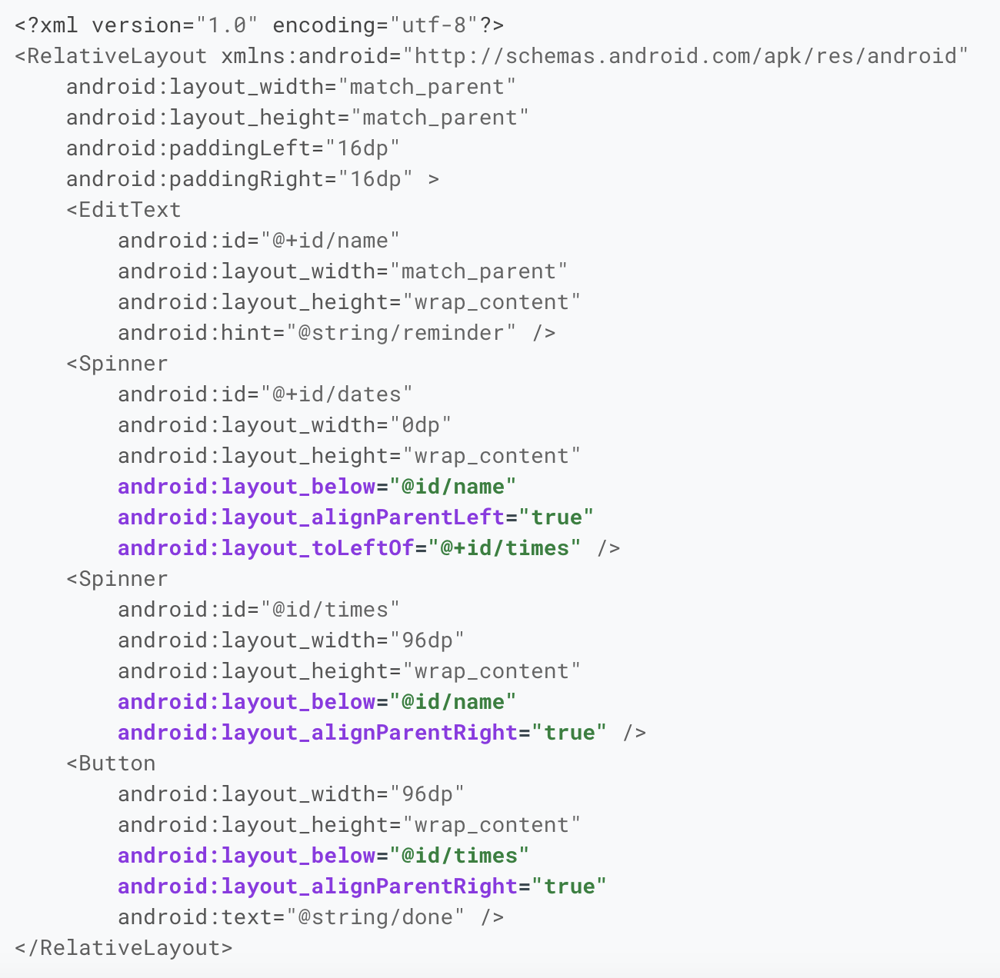 <?xml version="1.0" encoding="utf-8"?>
<RelativeLayout xmlns:android="http://schemas.android.com/apk/res/android"
    android:layout_width="match_parent"
    android:layout_height="match_parent"
    android:paddingLeft="16dp"
    android:paddingRight="16dp" >
    <EditText
        android:id="@+id/name"
        android:layout_width="match_parent"
        android:layout_height="wrap_content"
        android:hint="@string/reminder" />
    <Spinner
        android:id="@+id/dates"
        android:layout_width="0dp"
        android:layout_height="wrap_content"
        android:layout_below="@id/name"
        android:layout_alignParentLeft="true"
        android:layout_toLeftOf="@+id/times" />
    <Spinner
        android:id="@id/times"
        android:layout_width="96dp"
        android:layout_height="wrap_content"
        android:layout_below="@id/name"
        android:layout_alignParentRight="true" />
    <Button
        android:layout_width="96dp"
        android:layout_height="wrap_content"
        android:layout_below="@id/times"
        android:layout_alignParentRight="true"
        android:text="@string/done" />
</RelativeLayout>